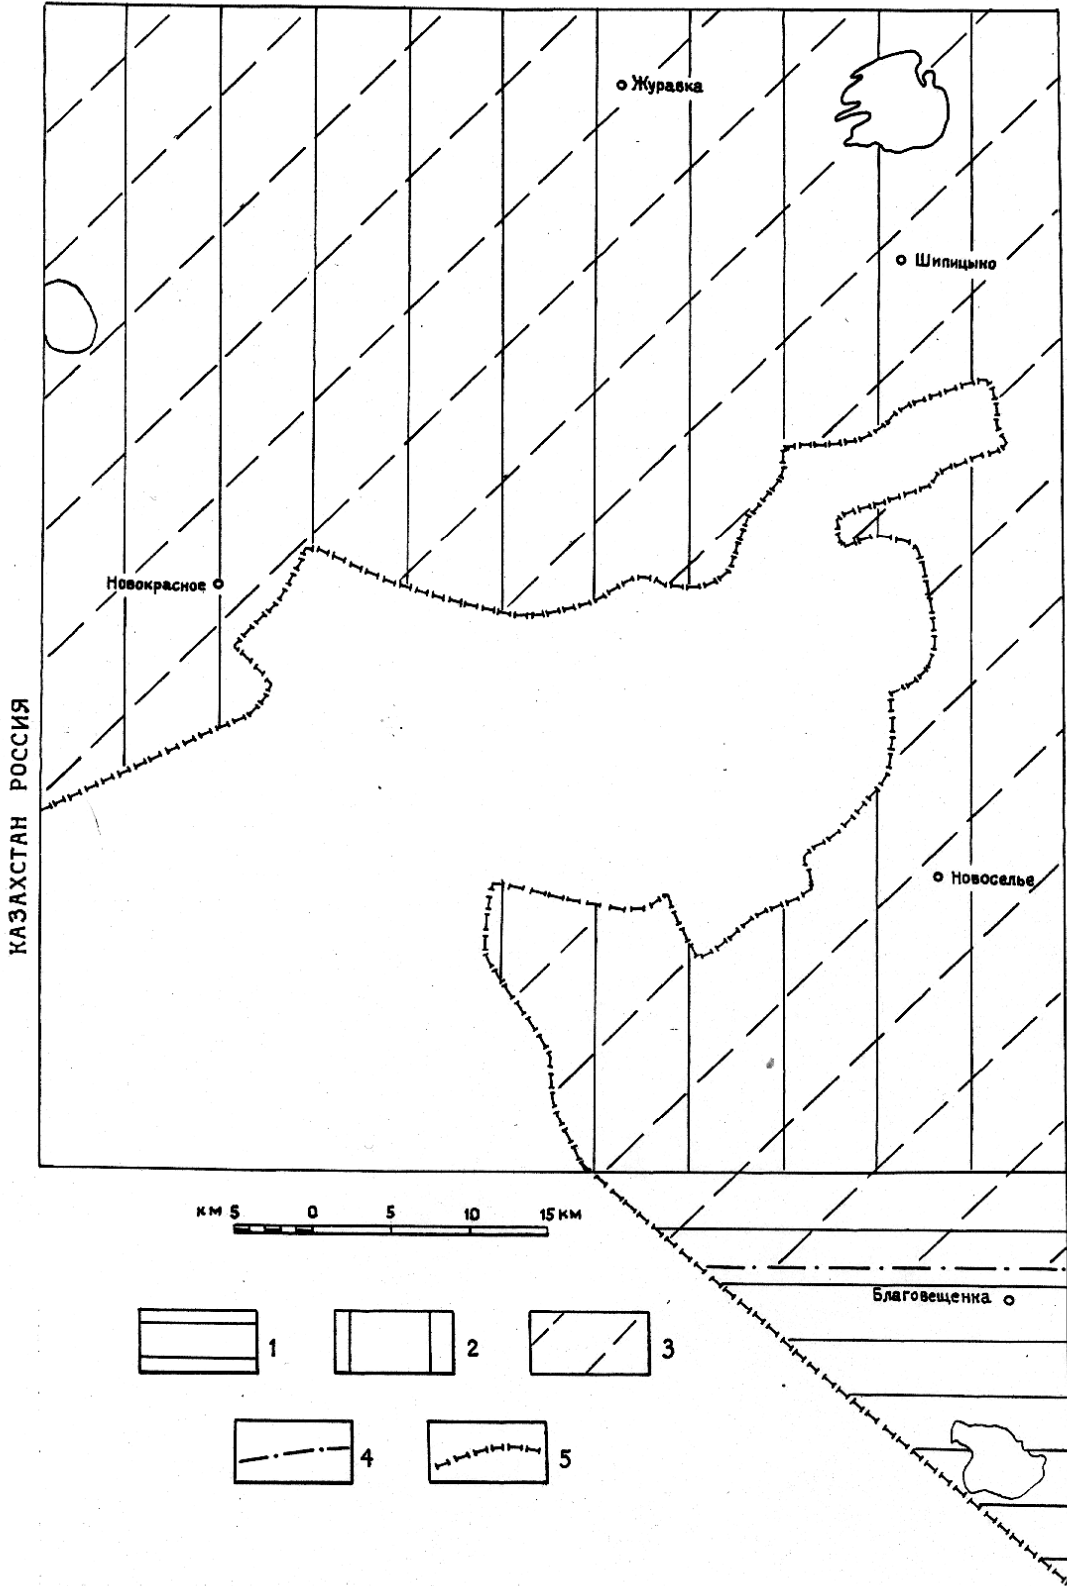 Журавка
Шипицыно
Новокрасное
КАЗАХСТАН РОССИЯ
Новоселье
км 5 0 5 10 15 км
Благовещенка
1
2
3
4
5